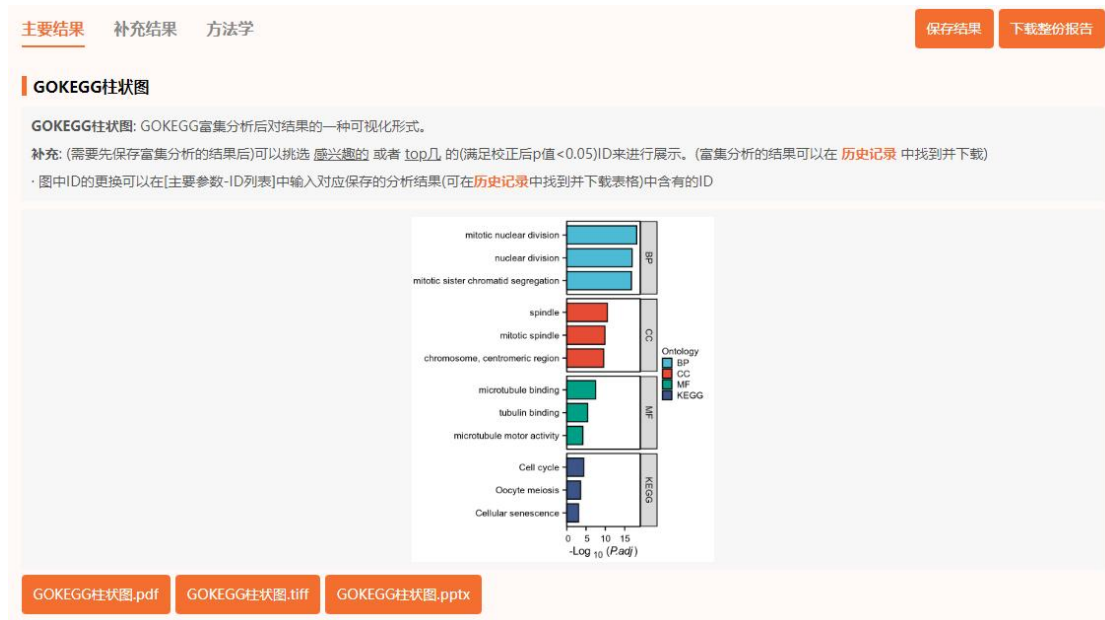 主要结果 补充结果 方法学 保存结果 下载整份报告
GOKEGG柱状图
GOKEGG柱状图: GOKEGG富集分析后对结果的一种可视化形式。
补充: (需要先保存富集分析的结果后)可以挑选 感兴趣的 或者 top几 的(满足校正后p值<0.05)ID来进行展示。(富集分析的结果可以在 历史记录 中找到并下载)
· 图中ID的更换可以在[主要参数-ID列表]中输入对应保存的分析结果(可在历史记录中找到并下载表格)中含有的ID
mitotic nuclear division
nuclear division
mitotic sister chromatid segregation
BP
spindle
mitotic spindle
chromosome, centromeric region
CC
microtubule binding
tubulin binding
microtubule motor activity
MF
Cell cycle
Oocyte meiosis
Cellular senescence
KEGG
0 5 10 15
-Log 10 (P.adj)
Ontology
BP
CC
MF
KEGG
GOKEGG柱状图.pdf GOKEGG柱状图.tiff GOKEGG柱状图.pptx